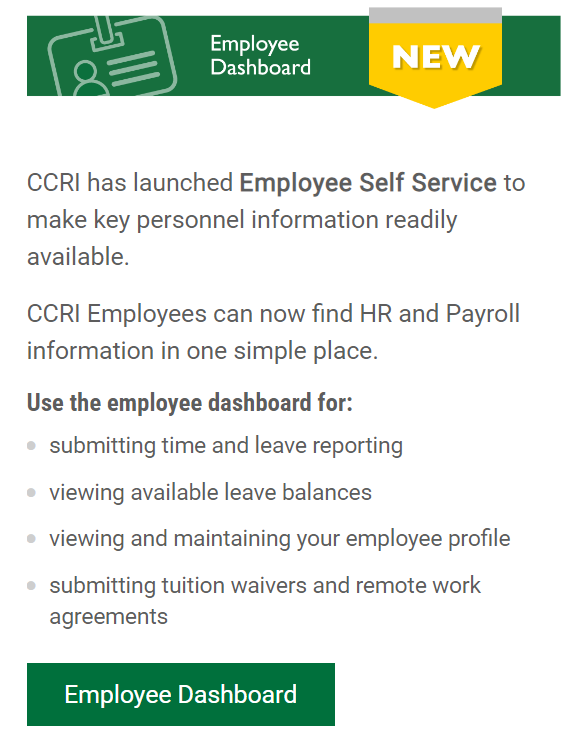 Employee
Dashboard
NEW
CCRI has launched Employee Self Service to
make key personnel information readily
available.
CCRI Employees can now find HR and Payroll
information in one simple place.
Use the employee dashboard for:
submitting time and leave reporting
viewing available leave balances
viewing and maintaining your employee profile
submitting tuition waivers and remote work
agreements
Employee Dashboard